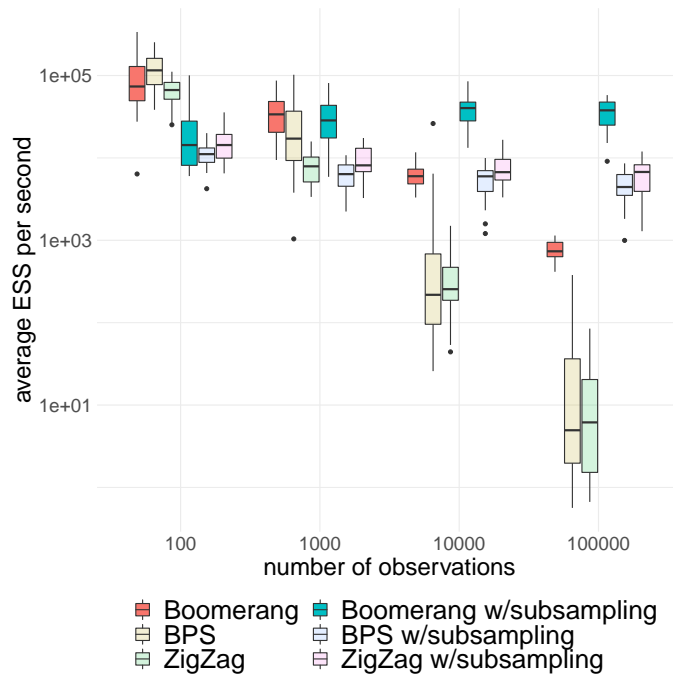 average ESS per second
1e+05
1e+03
1e+01
100 1000 10000 100000
number of observations
Boomerang Boomerang w/subsampling
BPS BPS w/subsampling
ZigZag ZigZag w/subsampling